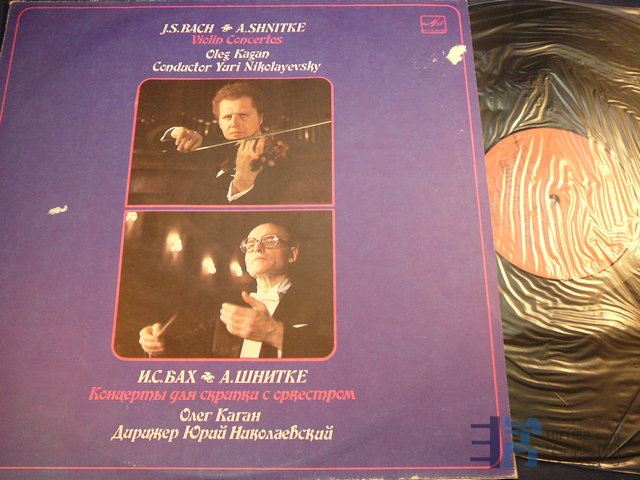 J.S.BACH A.SHNITKE
Violin Concertos
Oleg Kagan
Conductor Yuri Nikolayevsky
И.С.БАХ А.ШНИТКЕ
Концерты для скрипки с оркестром
Олег Каган
Дирижер Юрий Николаевский